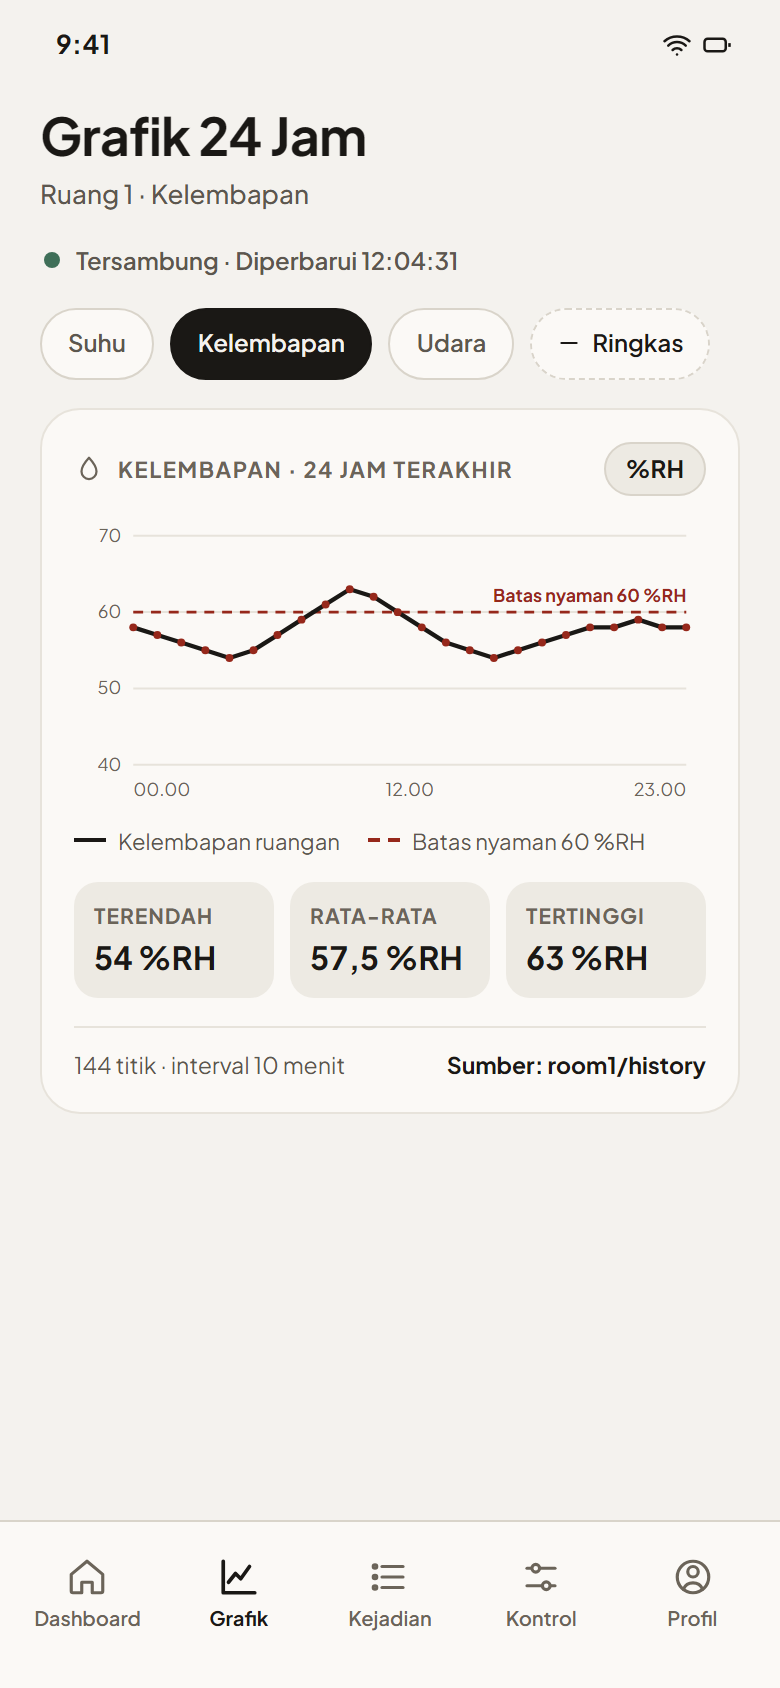 9:41
Grafik 24 Jam
Ruang 1 · Kelembapan
Tersambung · Diperbarui 12:04:31
Suhu
Kelembapan
Udara
Ringkas
KELEMBAPAN · 24 JAM TERAKHIR
%RH
70
60
50
40
Batas nyaman 60 %RH
00.00
12.00
23.00
Kelembapan ruangan
Batas nyaman 60 %RH
TERENDAH
54 %RH
RATA-RATA
57,5 %RH
TERTINGGI
63 %RH
144 titik · interval 10 menit
Sumber: room1/history
Dashboard
Grafik
Kejadian
Kontrol
Profil